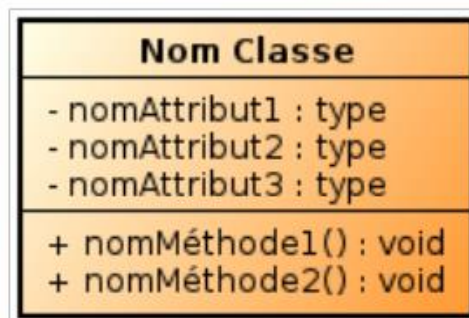 Nom Classe
- nomAttribut1 : type
- nomAttribut2 : type
- nomAttribut3 : type
+ nomMéthode1() : void
+ nomMéthode2() : void